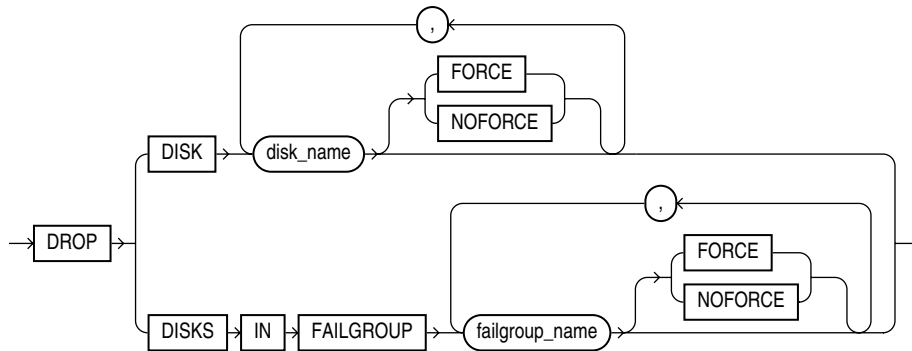 ,
FORCE
NOFORCE
DISK disk_name
,
DROP
FORCE
NOFORCE
DISKS IN FAILGROUP failgroup_name